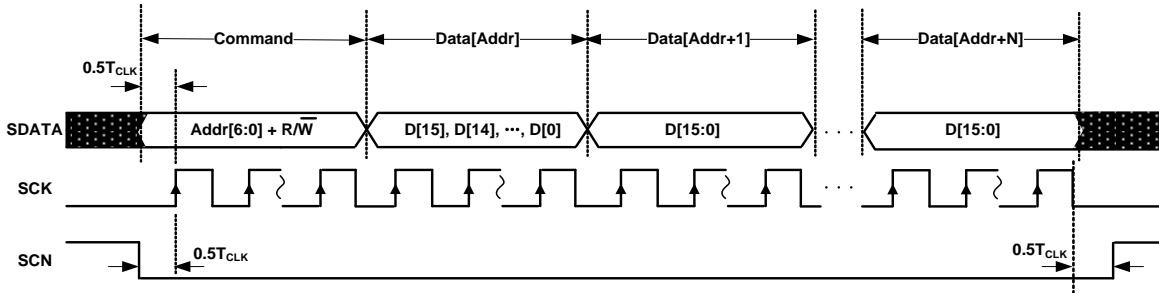 Command Data[Addr] Data[Addr+1] Data[Addr+N]
0.5TCLK
SDATA Addr[6:0] + R/W̅ D[15], D[14], ···, D[0] D[15:0] · · · · D[15:0]
SCK · · ·
0.5TCLK 0.5TCLK
SCN